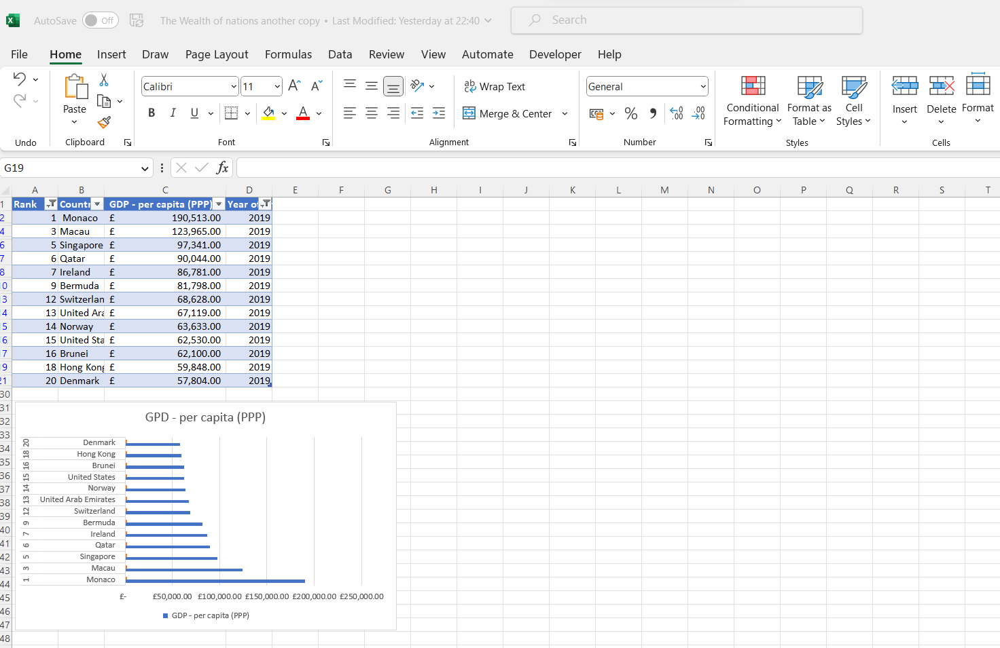 AutoSave Off The Wealth of nations another copy • Last Modified: Yesterday at 22:40 Search
File Home Insert Draw Page Layout Formulas Data Review View Automate Developer Help
Calibri 11 ab Wrap Text General
Paste B I U A Merge & Center % Conditional Formatting Format as Table Cell Styles Insert Delete Format
Undo Clipboard Font Alignment Number Styles Cells
G19 fx
A B C D E F G H I J K L M N O P Q R S T
1 Rank Countr GDP - per capita (PPP) Year o
2 1 Monaco £ 190,513.00 2019
4 3 Macau £ 123,965.00 2019
6 5 Singapore £ 97,341.00 2019
7 6 Qatar £ 90,044.00 2019
8 7 Ireland £ 86,781.00 2019
0 9 Bermuda £ 81,798.00 2019
3 12 Switzerlan £ 68,628.00 2019
4 13 United Ara £ 67,119.00 2019
5 14 Norway £ 63,633.00 2019
6 15 United Sta £ 62,530.00 2019
7 16 Brunei £ 62,100.00 2019
9 18 Hong Kong £ 59,848.00 2019
21 20 Denmark £ 57,804.00 2019
30
31
32
33
34
35
36
37
38
39
40
41
42
43
44
45
46
47
48
GPD - per capita (PPP)
20 Denmark
18 Hong Kong
16 Brunei
15 United States
14 Norway
13 United Arab Emirates
12 Switzerland
9 Bermuda
7 Ireland
6 Qatar
5 Singapore
3 Macau
1 Monaco
£- £50,000.00 £100,000.00 £150,000.00 £200,000.00 £250,000.00
GDP - per capita (PPP)